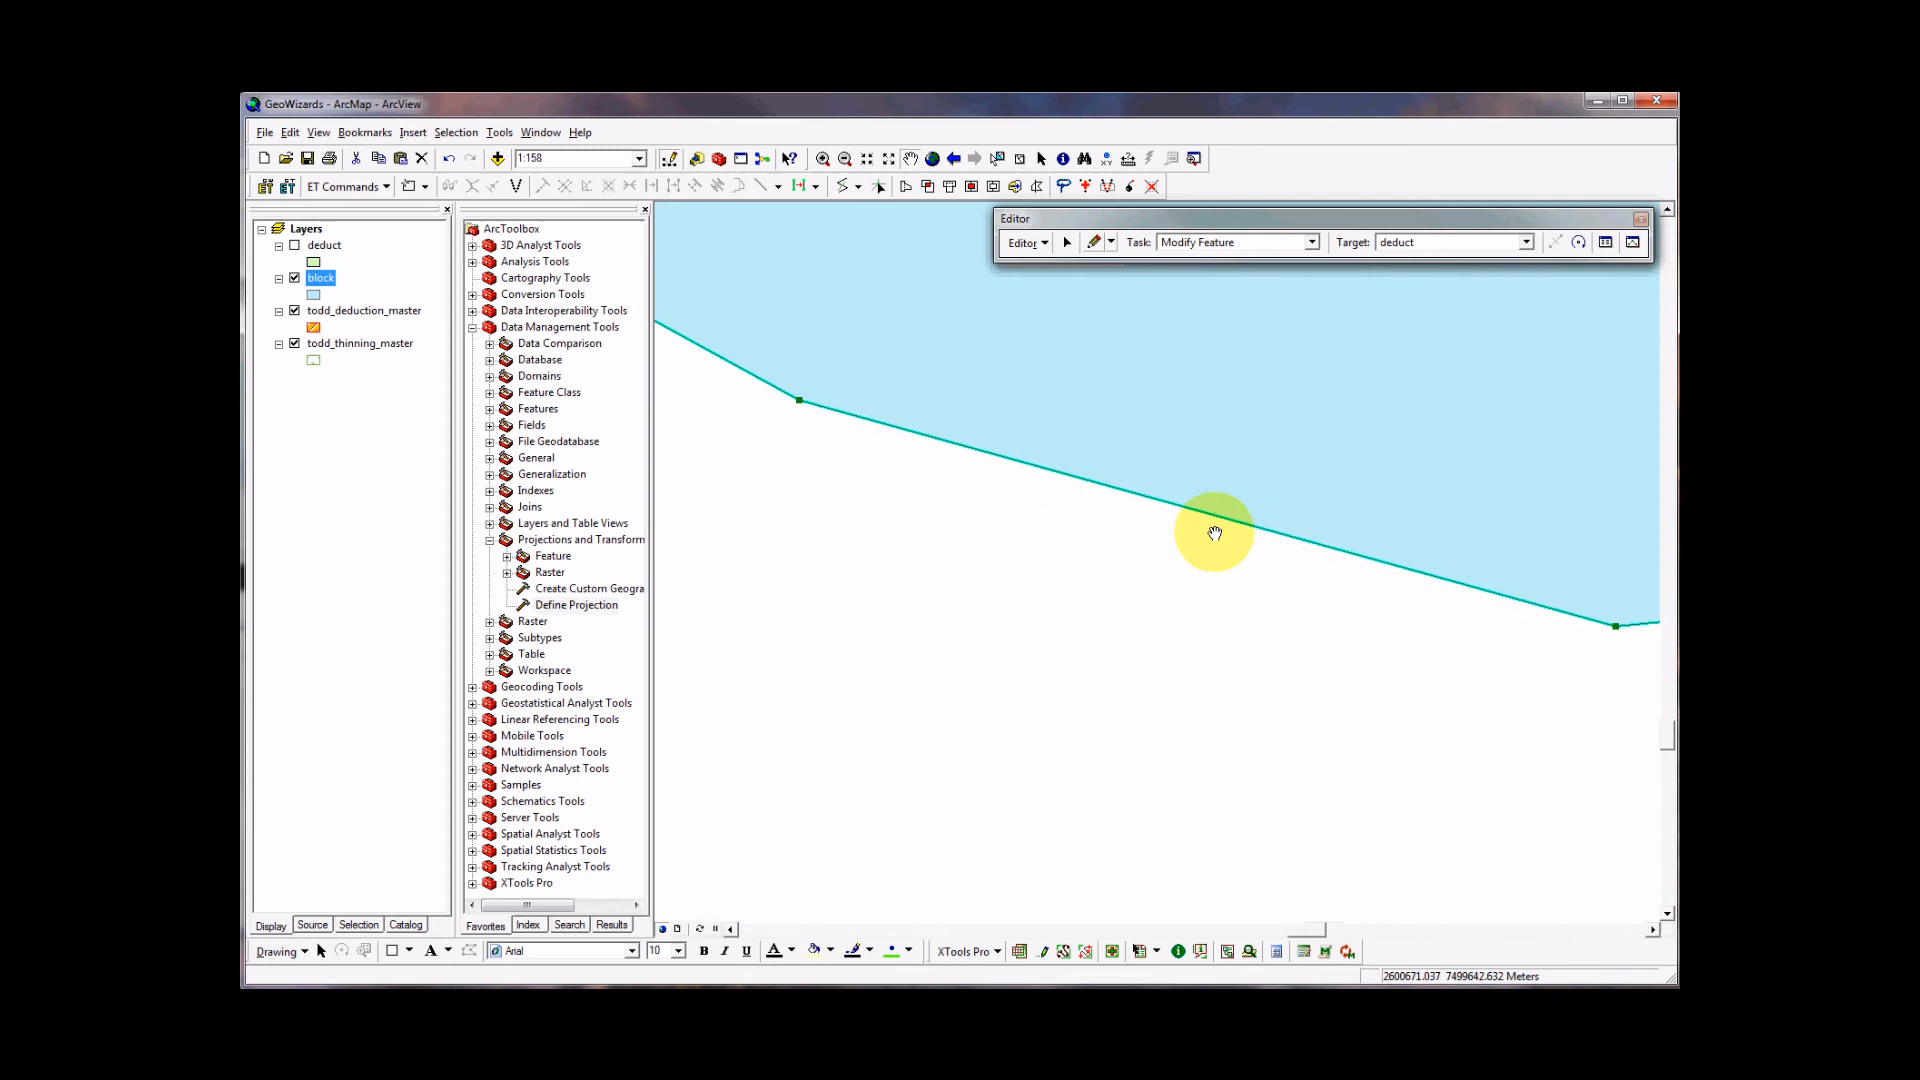 GeoWizards - ArcMap - ArcView
File Edit View Bookmarks Insert Selection Tools Window Help
1:158
ET Commands
Editor
Editor Task: Modify Feature Target: deduct
Layers
deduct
block
todd_deduction_master
todd_thinning_master
ArcToolbox
3D Analyst Tools
Analysis Tools
Cartography Tools
Conversion Tools
Data Interoperability Tools
Data Management Tools
Data Comparison
Database
Domains
Feature Class
Features
Fields
File Geodatabase
General
Generalization
Indexes
Joins
Layers and Table Views
Projections and Transform
Feature
Raster
Create Custom Geogra
Define Projection
Raster
Subtypes
Table
Workspace
Geocoding Tools
Geostatistical Analyst Tools
Linear Referencing Tools
Mobile Tools
Multidimension Tools
Network Analyst Tools
Samples
Schematics Tools
Server Tools
Spatial Analyst Tools
Spatial Statistics Tools
Tracking Analyst Tools
XTools Pro
Display Source Selection Catalog
Favorites Index Search Results
Drawing A Arial 10 B I U A XTools Pro
2600671.037 7499642.632 Meters